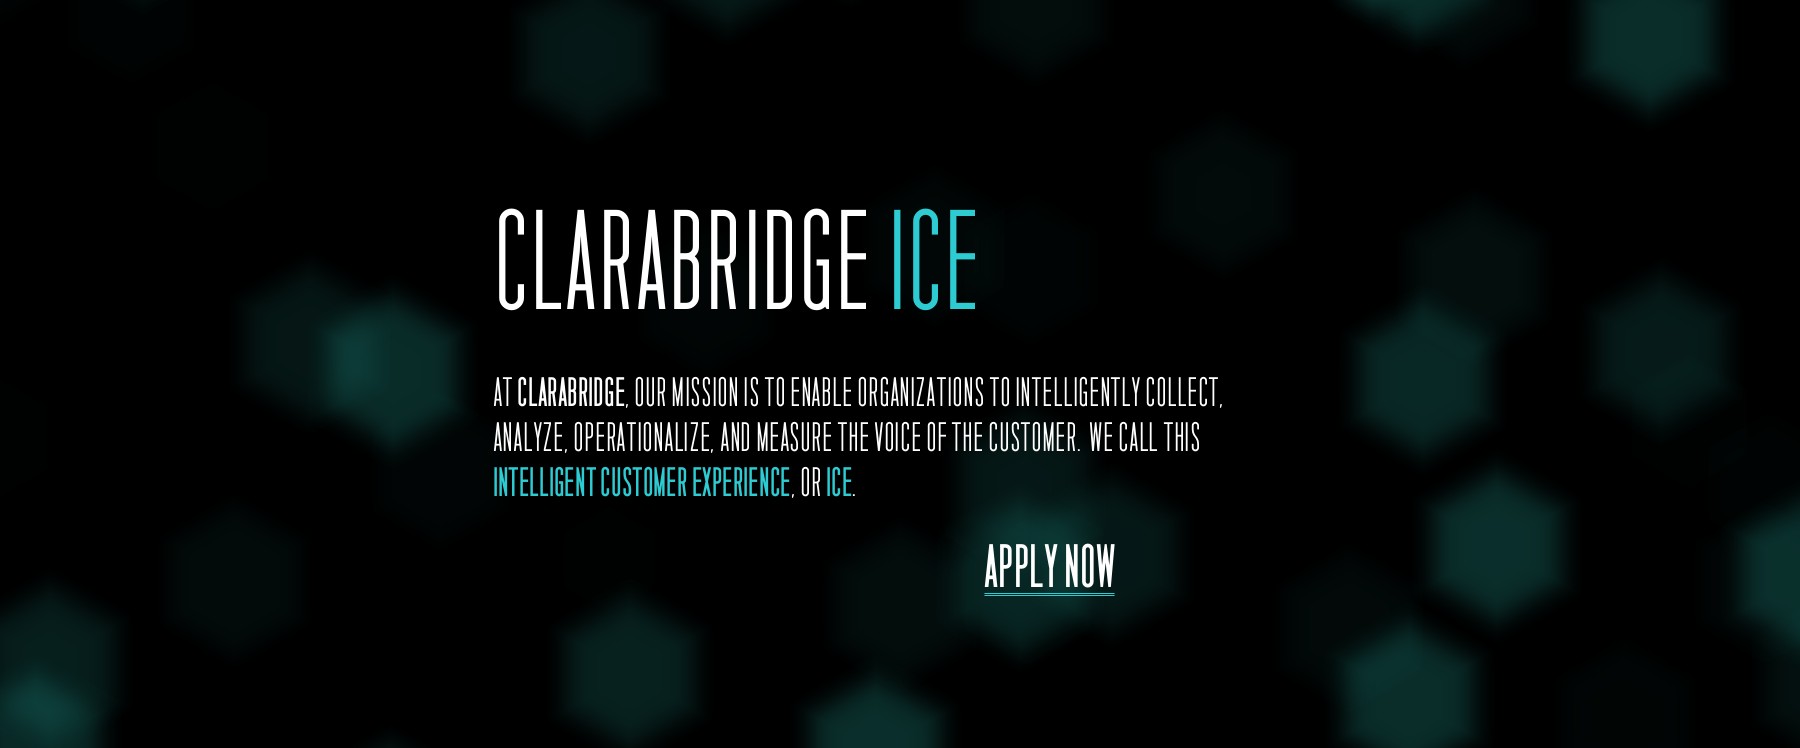 CLARABRIDGE ICE
AT CLARABRIDGE, OUR MISSION IS TO ENABLE ORGANIZATIONS TO INTELLIGENTLY COLLECT,
ANALYZE, OPERATIONALIZE, AND MEASURE THE VOICE OF THE CUSTOMER. WE CALL THIS
INTELLIGENT CUSTOMER EXPERIENCE, OR ICE.
APPLY NOW